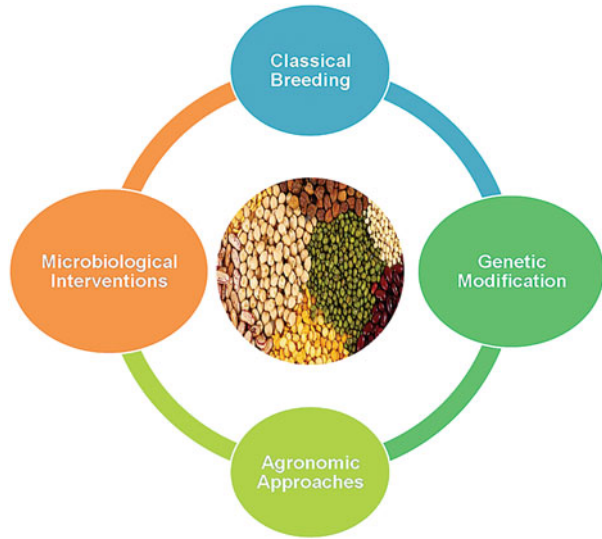 Classical
Breeding
Microbiological
Interventions
Genetic
Modification
Agronomic
Approaches